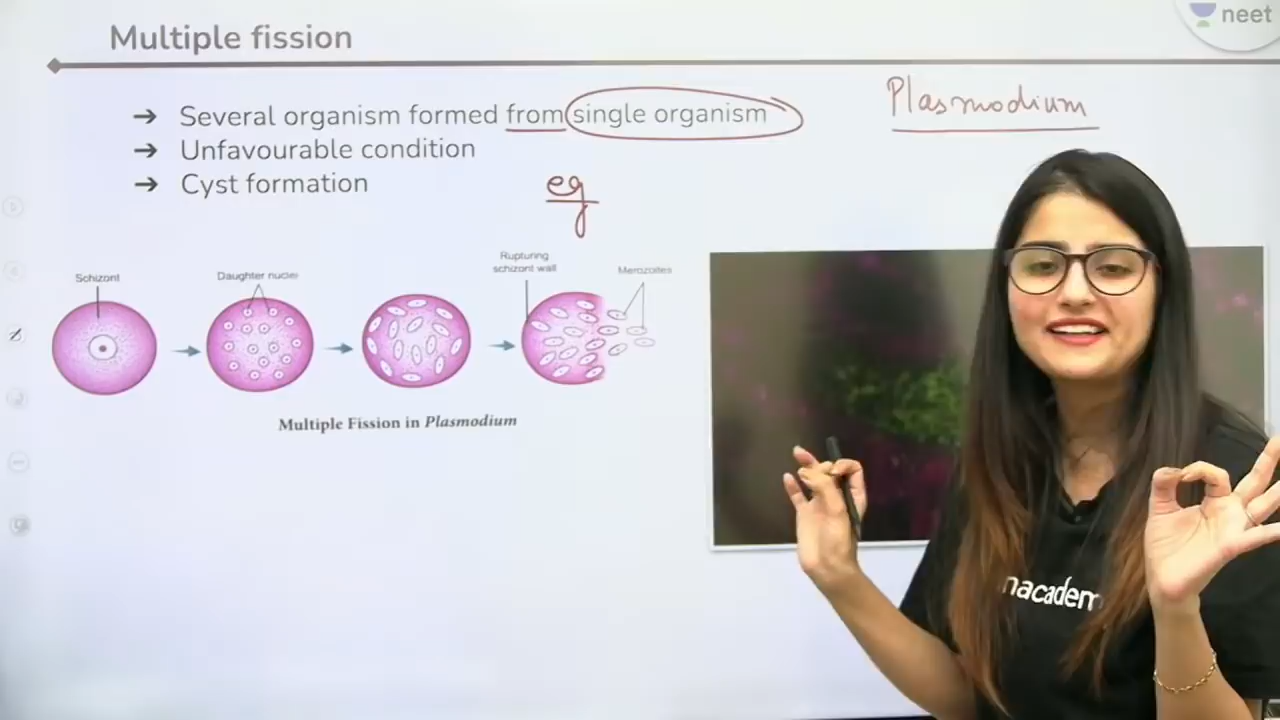 Multiple fission
neet
➔ Several organism formed from single organism
Plasmodium
➔ Unfavourable condition
➔ Cyst formation
eg
Schizont
Daughter nuclei
Rupturing
schizont wall
Merozoites
Multiple Fission in Plasmodium
nacadem